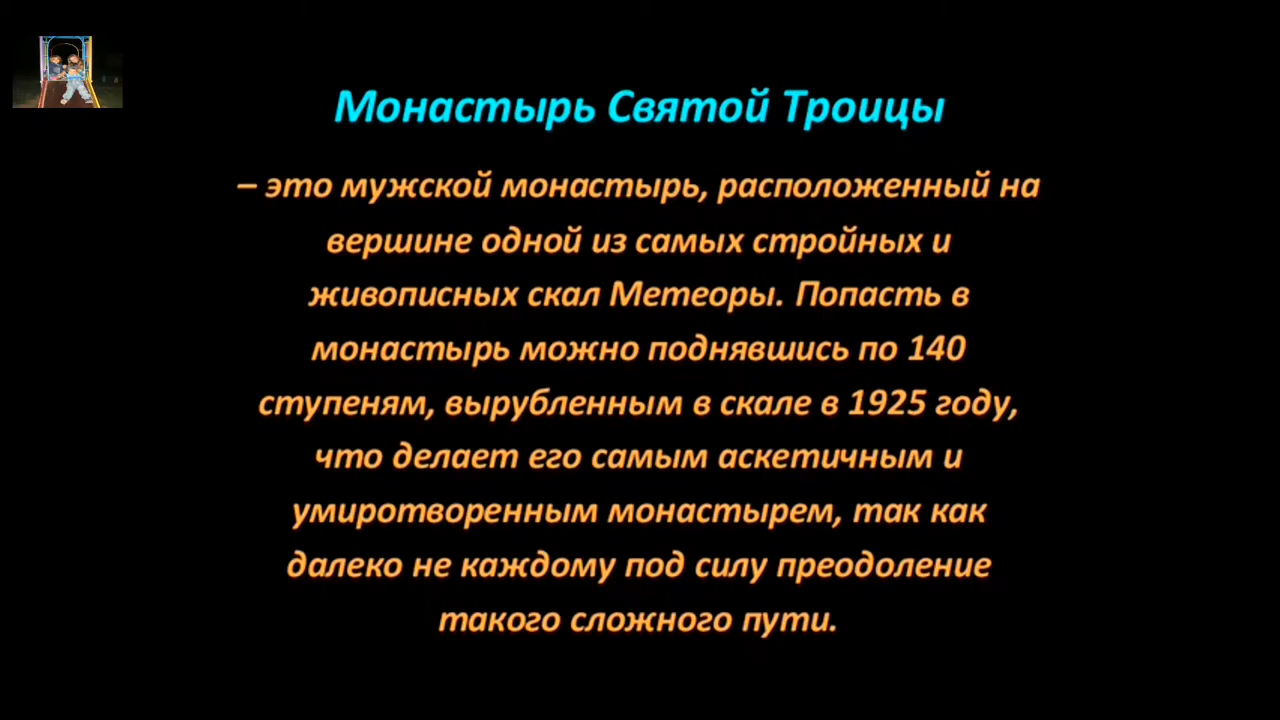 Монастырь Святой Троицы
– это мужской монастырь, расположенный на
вершине одной из самых стройных и
живописных скал Метеоры. Попасть в
монастырь можно поднявшись по 140
ступеням, вырубленным в скале в 1925 году,
что делает его самым аскетичным и
умиротворенным монастырем, так как
далеко не каждому под силу преодоление
такого сложного пути.